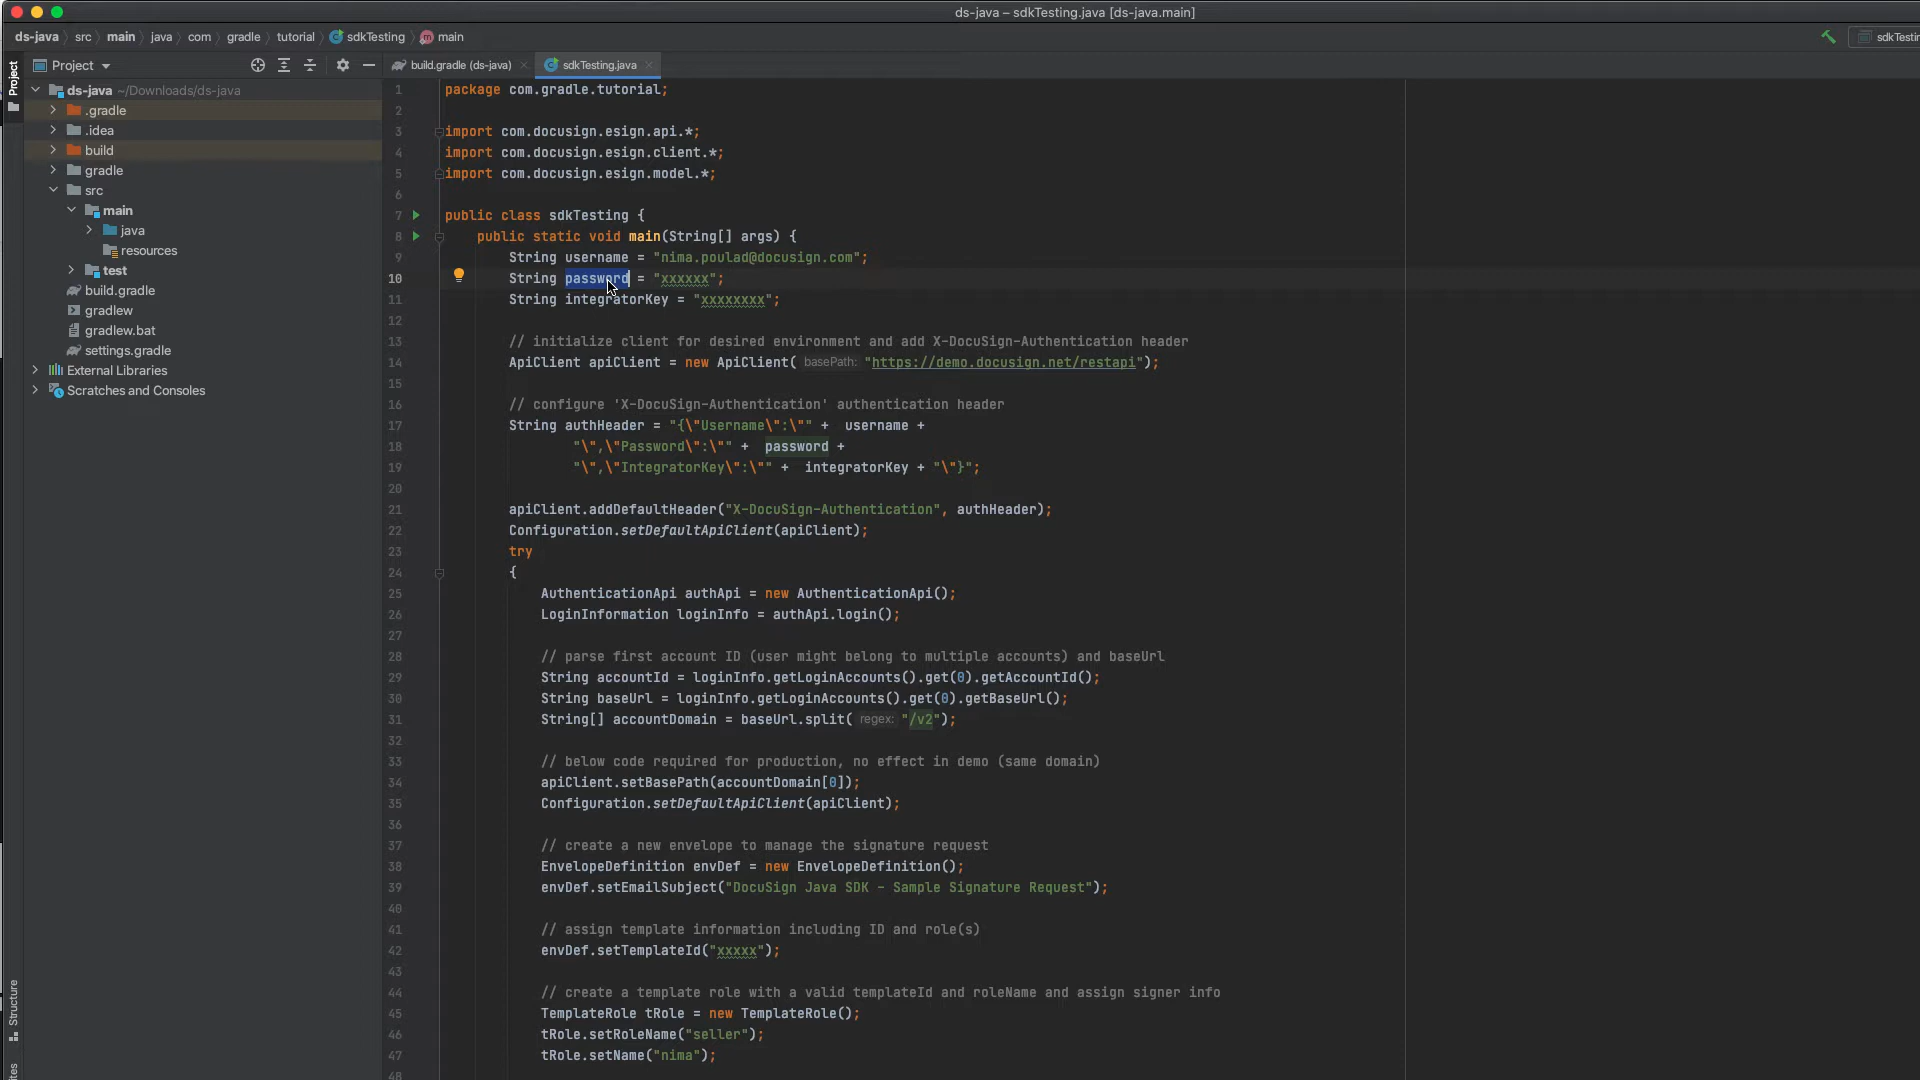 ds-java – sdkTesting.java [ds-java.main]
ds-java src main java com gradle tutorial sdkTesting main
sdkTestin
Project
Project
build.gradle (ds-java)
sdkTesting.java
ds-java ~/Downloads/ds-java
.gradle
.idea
build
gradle
src
main
java
resources
test
build.gradle
gradlew
gradlew.bat
settings.gradle
External Libraries
Scratches and Consoles
Structure
1 package com.gradle.tutorial;
2
3 import com.docusign.esign.api.*;
4 import com.docusign.esign.client.*;
5 import com.docusign.esign.model.*;
6
7 public class sdkTesting {
8 public static void main(String[] args) {
9 String username = "nima.poulad@docusign.com";
10 String password = "xxxxxx";
11 String integratorKey = "xxxxxxxx";
12
13 // initialize client for desired environment and add X-DocuSign-Authentication header
14 ApiClient apiClient = new ApiClient( basePath: "https://demo.docusign.net/restapi");
15
16 // configure 'X-DocuSign-Authentication' authentication header
17 String authHeader = "{\"Username\":\"" + username +
18 "\",\"Password\":\"" + password +
19 "\",\"IntegratorKey\":\"" + integratorKey + "\"}";
20
21 apiClient.addDefaultHeader("X-DocuSign-Authentication", authHeader);
22 Configuration.setDefaultApiClient(apiClient);
23 try
24 {
25 AuthenticationApi authApi = new AuthenticationApi();
26 LoginInformation loginInfo = authApi.login();
27
28 // parse first account ID (user might belong to multiple accounts) and baseUrl
29 String accountId = loginInfo.getLoginAccounts().get(0).getAccountId();
30 String baseUrl = loginInfo.getLoginAccounts().get(0).getBaseUrl();
31 String[] accountDomain = baseUrl.split( regex: "/v2");
32
33 // below code required for production, no effect in demo (same domain)
34 apiClient.setBasePath(accountDomain[0]);
35 Configuration.setDefaultApiClient(apiClient);
36
37 // create a new envelope to manage the signature request
38 EnvelopeDefinition envDef = new EnvelopeDefinition();
39 envDef.setEmailSubject("DocuSign Java SDK - Sample Signature Request");
40
41 // assign template information including ID and role(s)
42 envDef.setTemplateId("xxxxx");
43
44 // create a template role with a valid templateId and roleName and assign signer info
45 TemplateRole tRole = new TemplateRole();
46 tRole.setRoleName("seller");
47 tRole.setName("nima");
48